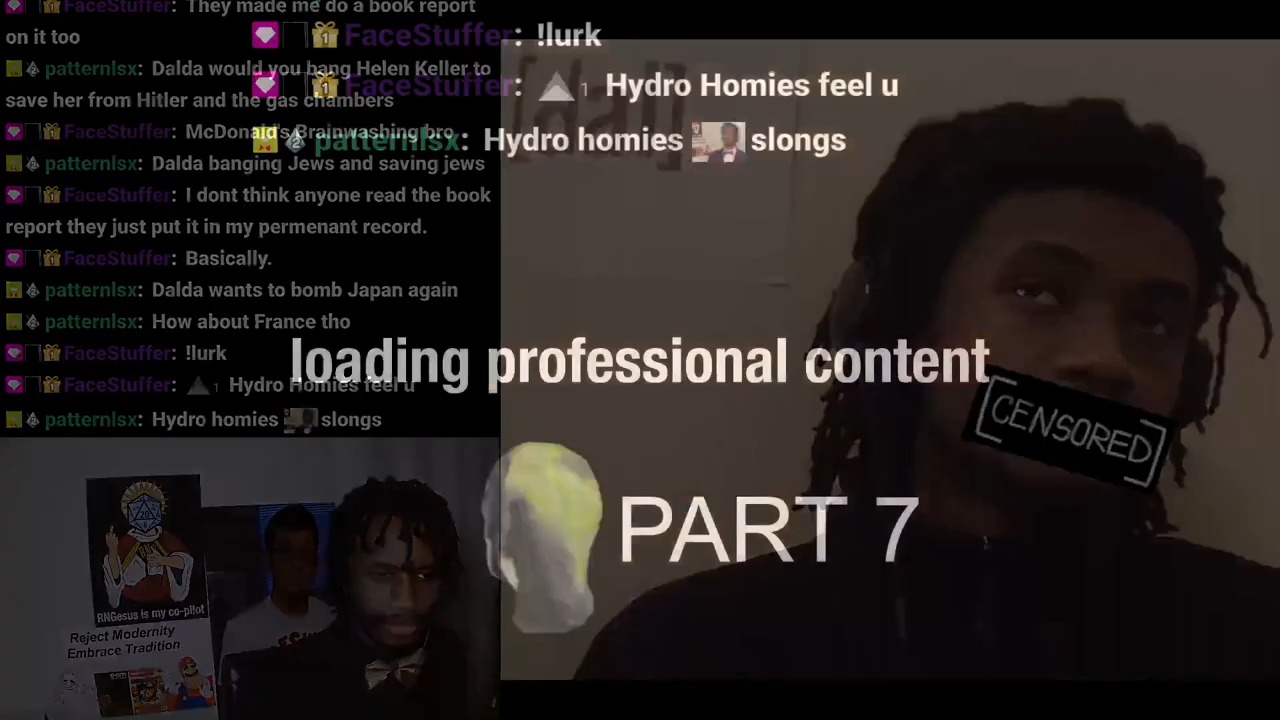 FaceStuffer: They made me do a book report
on it too
patternlsx: Dalda would you bang Helen Keller to
save her from Hitler and the gas chambers
FaceStuffer: McDonald's Brainwashing bro
patternlsx: Dalda banging Jews and saving jews
FaceStuffer: I dont think anyone read the book
report they just put it in my permenant record.
FaceStuffer: Basically.
patternlsx: Dalda wants to bomb Japan again
patternlsx: How about France tho
FaceStuffer: !lurk
FaceStuffer: 1 Hydro Homies feel u
patternlsx: Hydro homies slongs
FaceStuffer: !lurk
FaceStuffer: 1 Hydro Homies feel u
patternlsx: Hydro homies slongs
loading professional content
[CENSORED]
PART 7
20
RNGesus is my co-pilot
Reject Modernity
Embrace Tradition